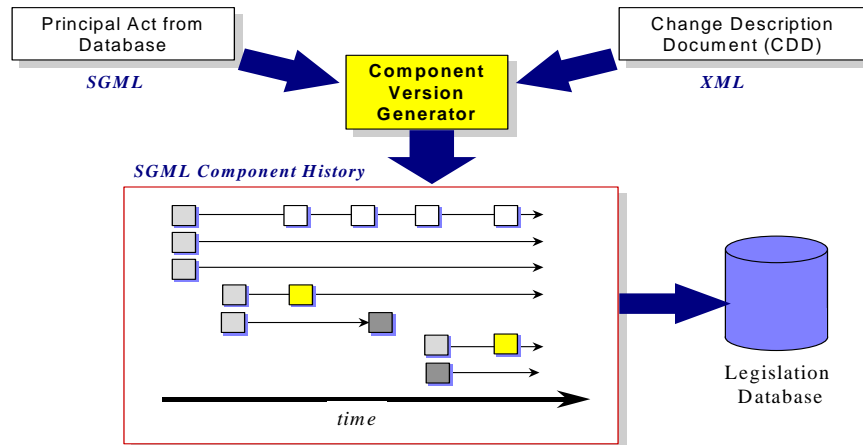 Principal Act from
Database
SGML
Change Description
Document (CDD)
XML
Component
Version
Generator
SGML Component History
time
Legislation
Database